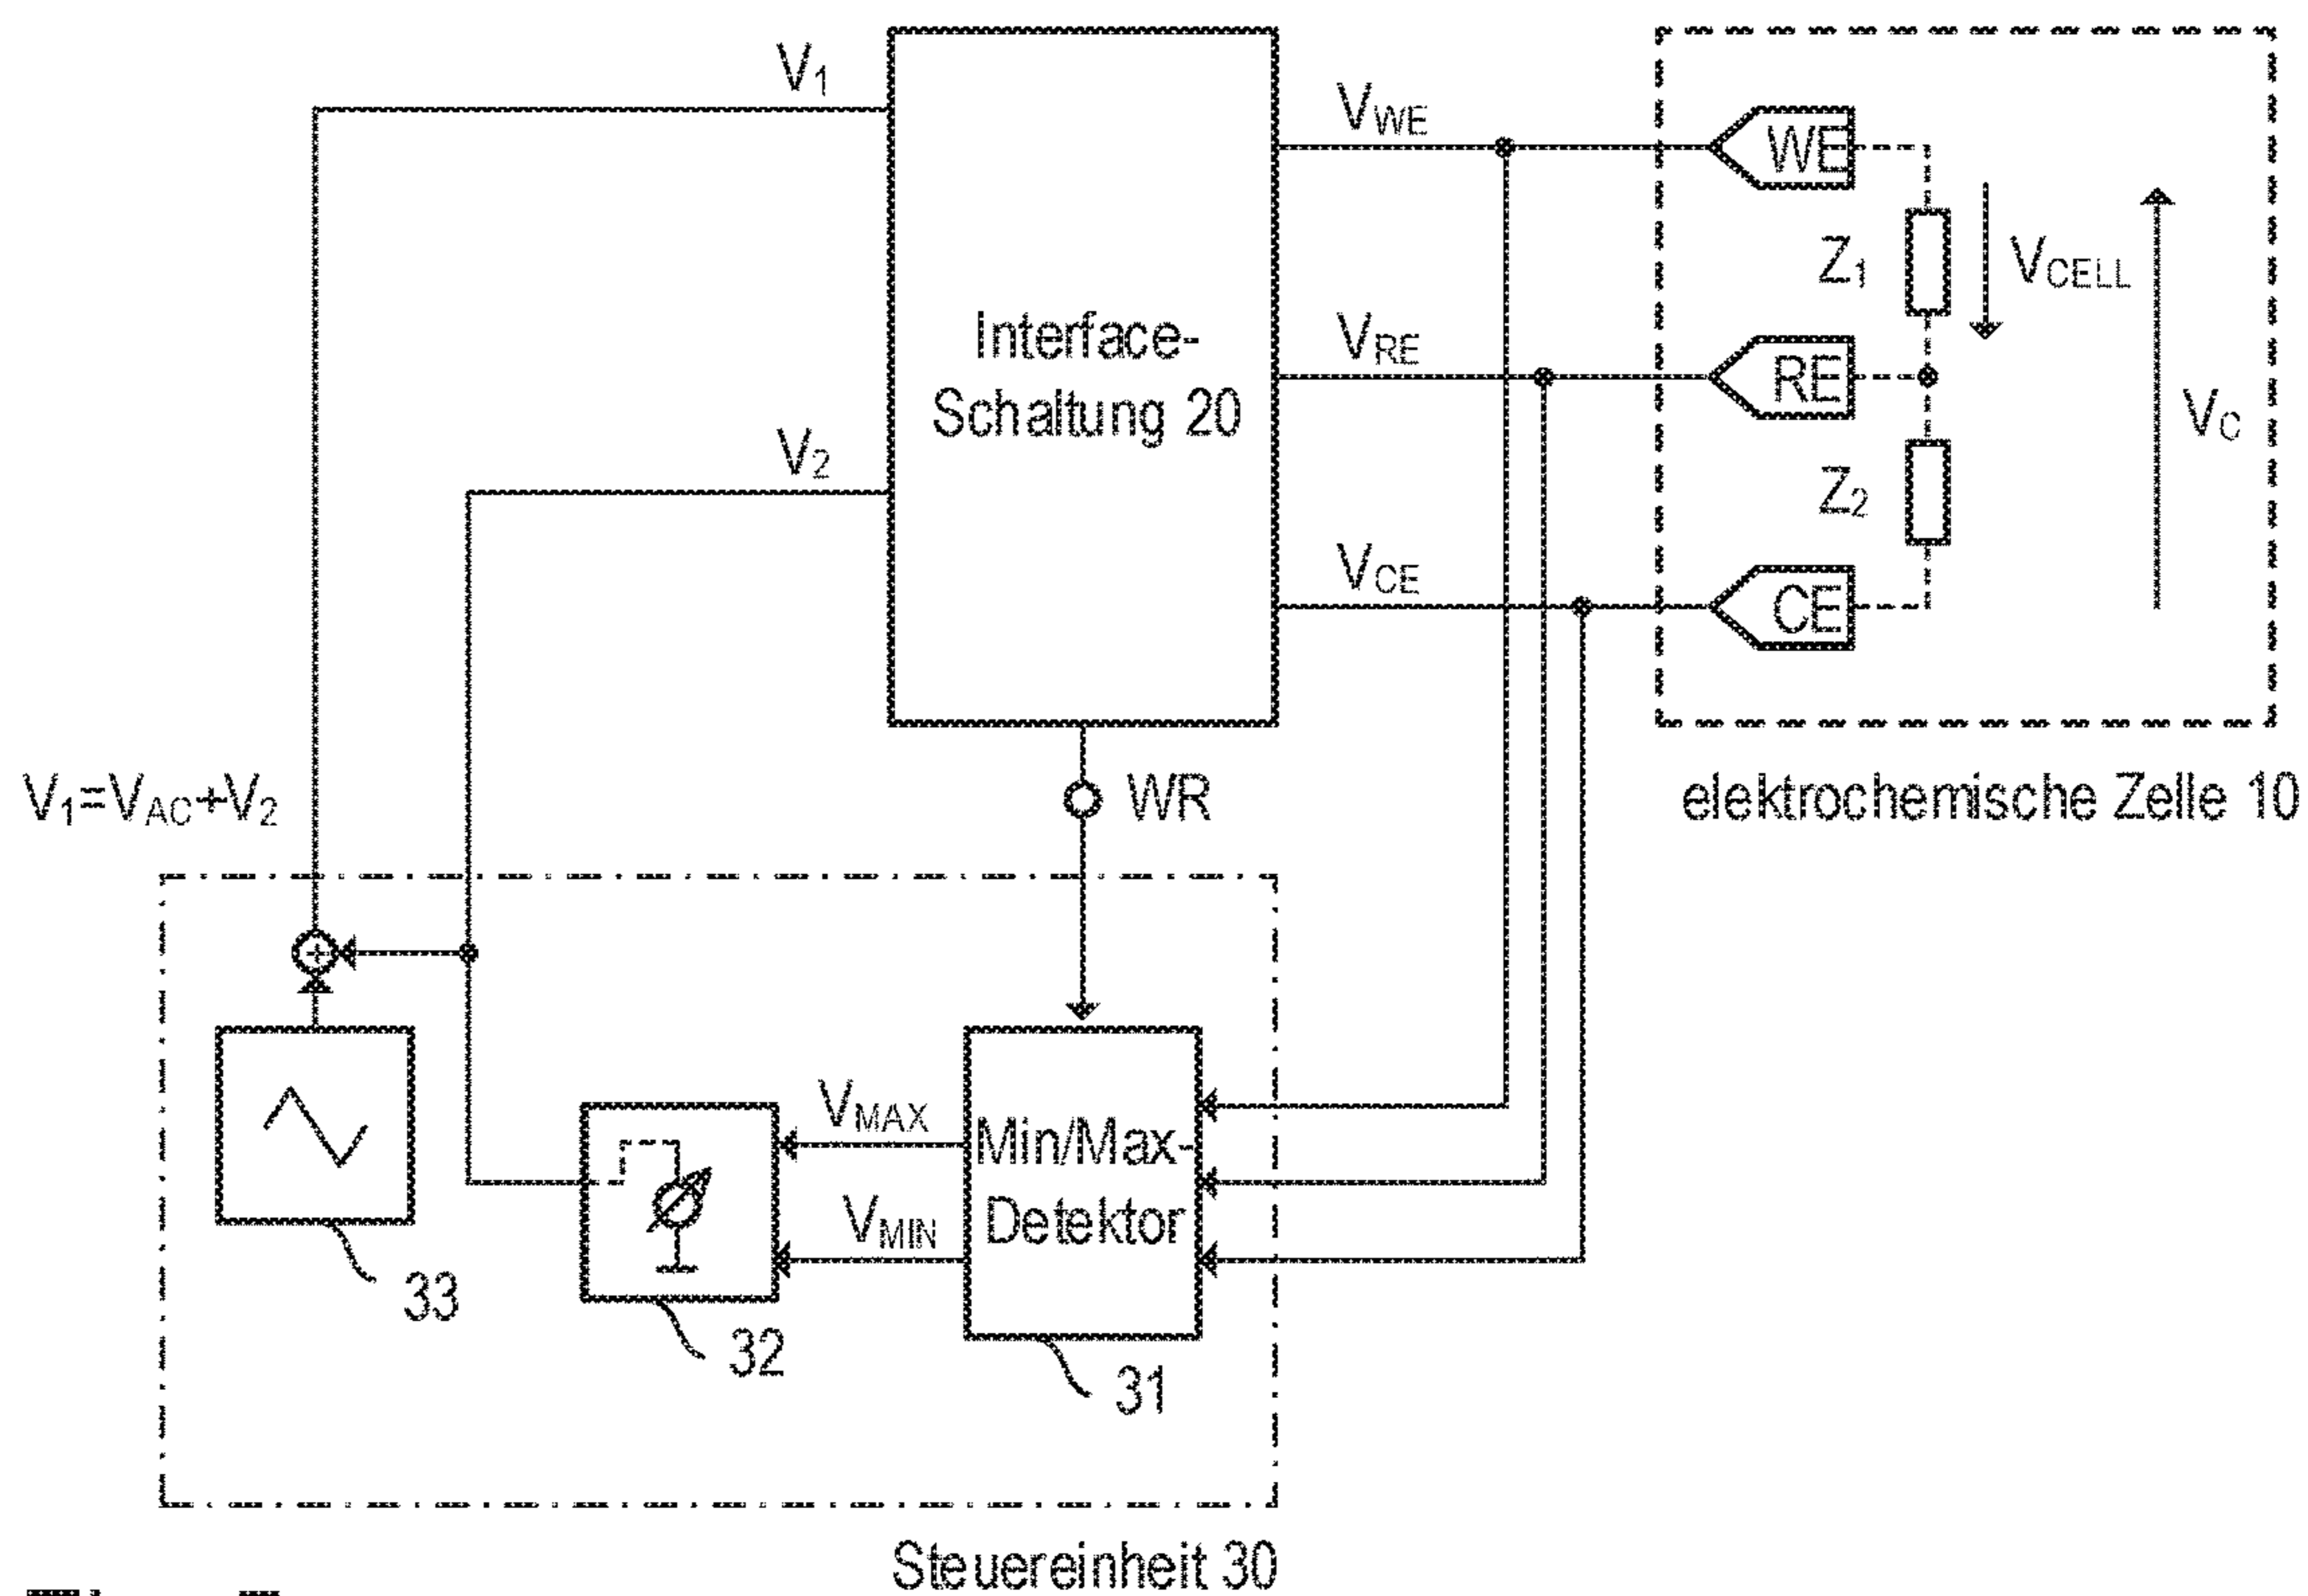 V1
VWE
WE
Z1
VCELL
Interface-
Schaltung 20
VRE
RE
VC
V2
Z2
VCE
CE
V1=VAC+V2
WR
elektrochemische Zelle 10
+
VMAX
Min/Max-
Detektor
VMIN
33
32
31
Steuereinheit 30